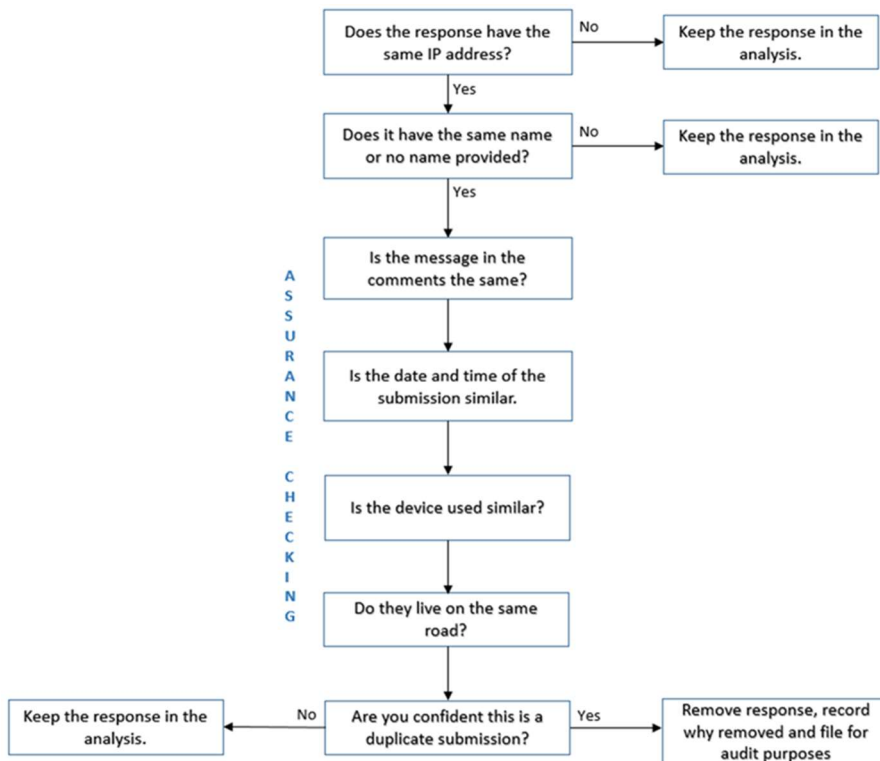 Does the response have the
same IP address?
No
Keep the response in the
analysis.
Yes
Does it have the same name
or no name provided?
No
Keep the response in the
analysis.
Yes
Is the message in the
comments the same?
ASSURANCE CHECKING
Is the date and time of the
submission similar.
Is the device used similar?
Do they live on the same
road?
Keep the response in the
analysis.
No
Are you confident this is a
duplicate submission?
Yes
Remove response, record
why removed and file for
audit purposes